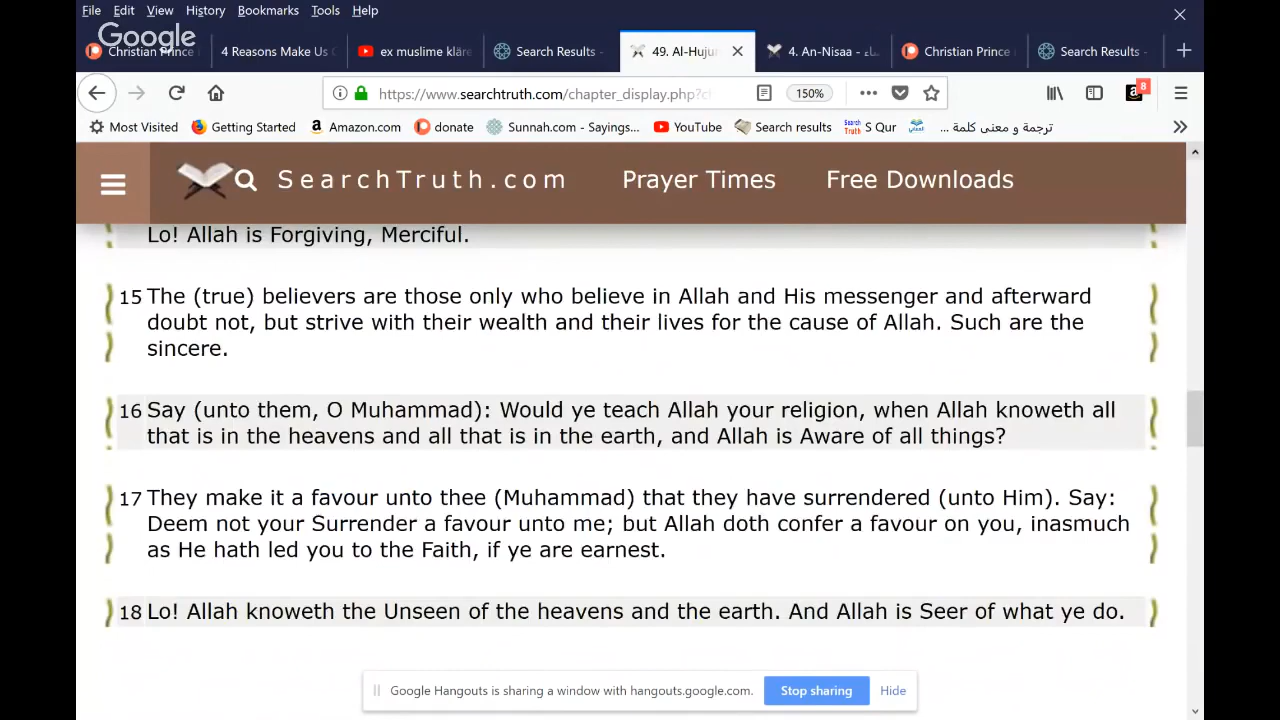 File Edit View History Bookmarks Tools Help
Google
Christian Prince
4 Reasons Make Us
ex muslime kläre
Search Results -
49. Al-Hujur
4. An-Nisaa -
Christian Prince
Search Results -
https://www.searchtruth.com/chapter_display.php?c
150%
8
Most Visited Getting Started Amazon.com donate Sunnah.com - Sayings,... YouTube Search results S Qur ترجمة و معنى كلمة ...
SearchTruth.com Prayer Times Free Downloads
Lo! Allah is Forgiving, Merciful.
15 The (true) believers are those only who believe in Allah and His messenger and afterward
doubt not, but strive with their wealth and their lives for the cause of Allah. Such are the
sincere.
16 Say (unto them, O Muhammad): Would ye teach Allah your religion, when Allah knoweth all
that is in the heavens and all that is in the earth, and Allah is Aware of all things?
17 They make it a favour unto thee (Muhammad) that they have surrendered (unto Him). Say:
Deem not your Surrender a favour unto me; but Allah doth confer a favour on you, inasmuch
as He hath led you to the Faith, if ye are earnest.
18 Lo! Allah knoweth the Unseen of the heavens and the earth. And Allah is Seer of what ye do.
Google Hangouts is sharing a window with hangouts.google.com. Stop sharing Hide